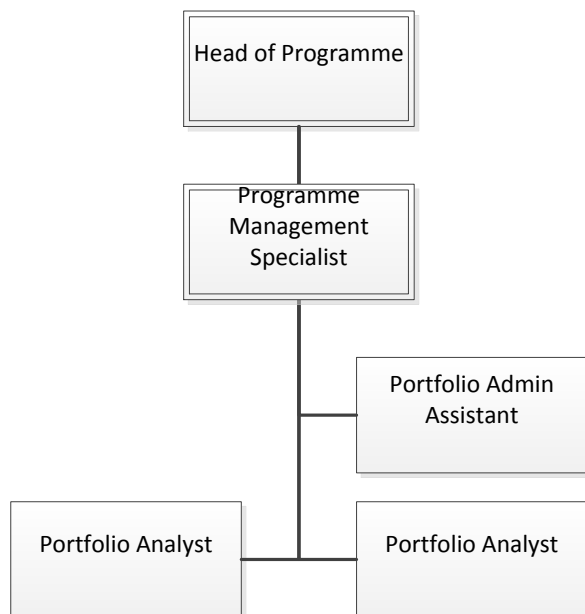 Head of Programme
Programme
Management
Specialist
Portfolio Admin
Assistant
Portfolio Analyst
Portfolio Analyst